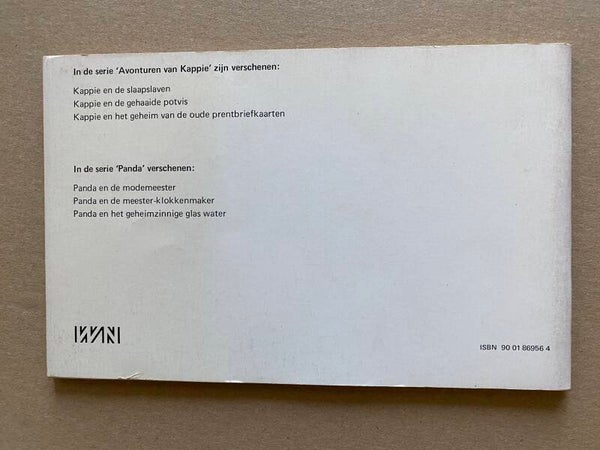 In de serie 'Avonturen van Kappie' zijn verschenen:
Kappie en de slaapslaven
Kappie en de gehaaide potvis
Kappie en het geheim van de oude prentbriefkaarten
In de serie 'Panda' verschenen:
Panda en de modemeester
Panda en de meester-klokkenmaker
Panda en het geheimzinnige glas water
ISBN 90 01 86956 4